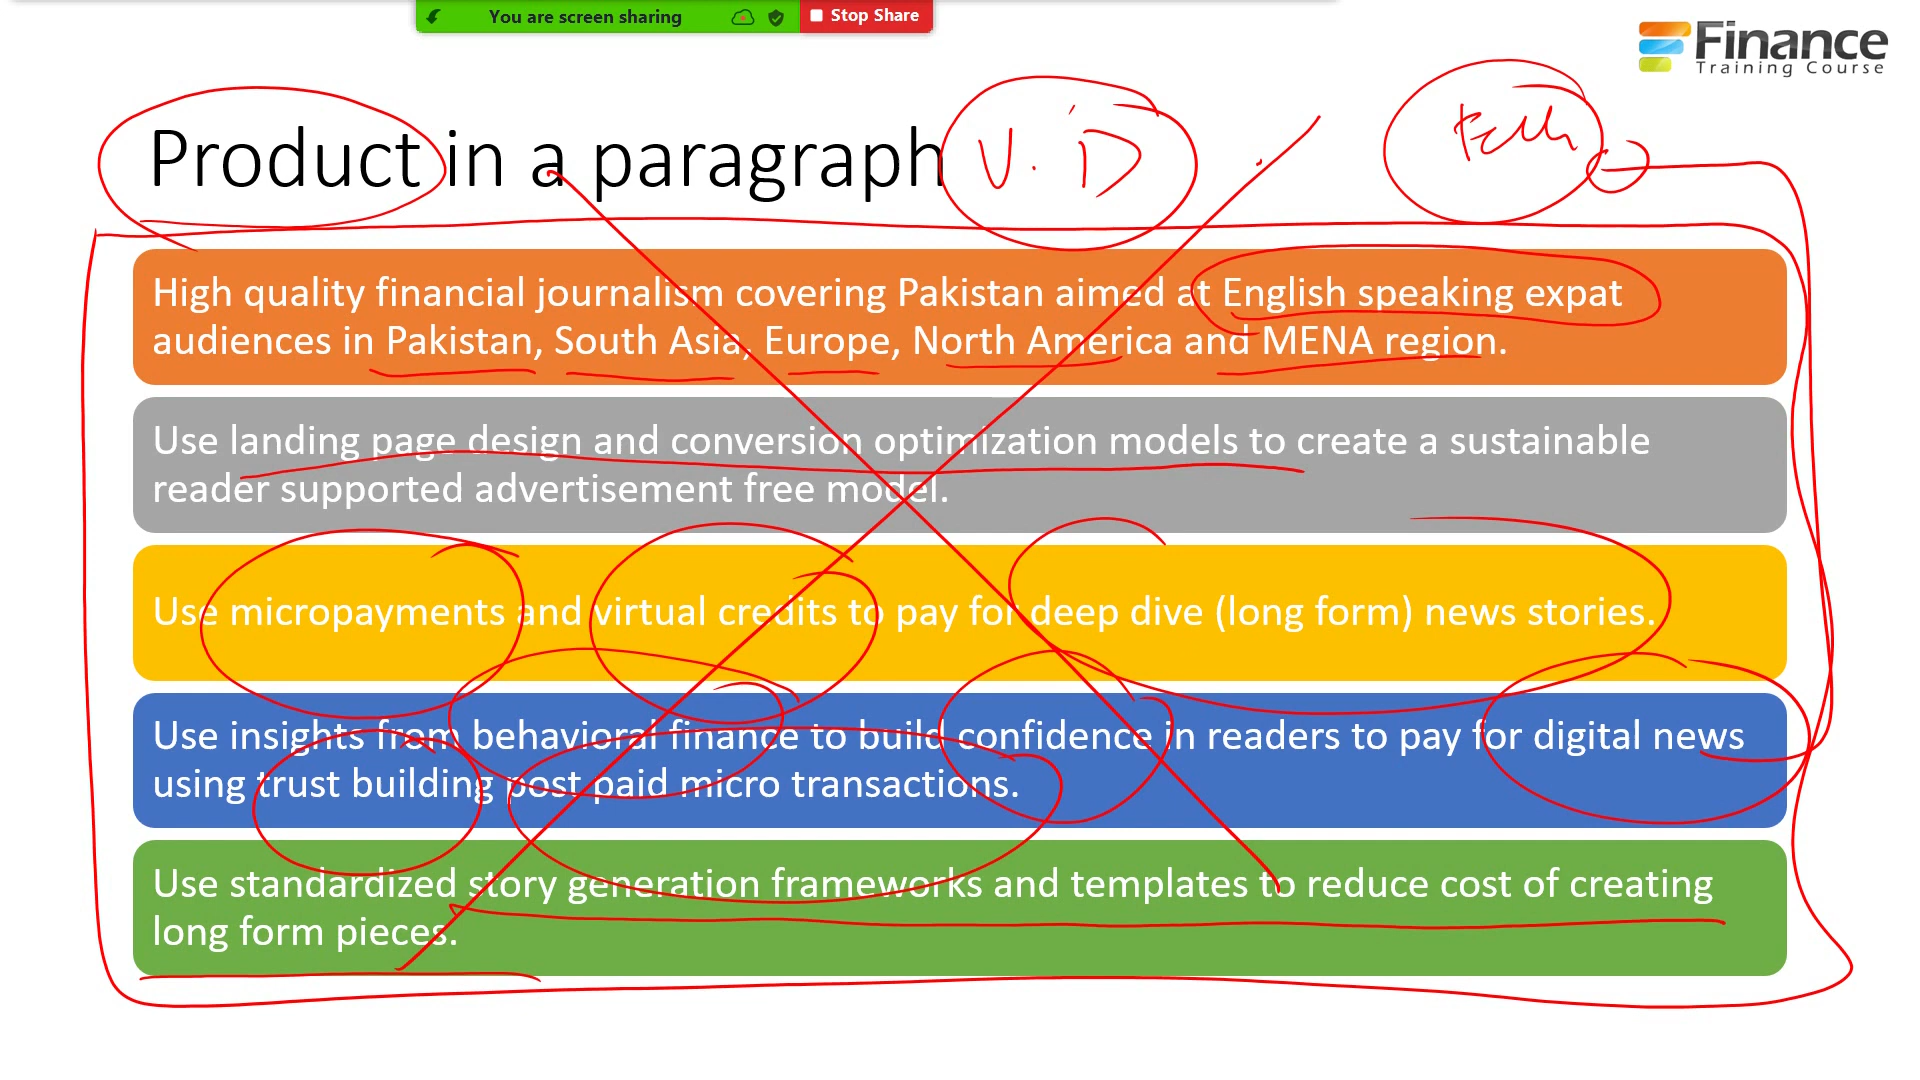 You are screen sharing
Stop Share
Finance
Training Course
Product in a paragraph
V.D
High quality financial journalism covering Pakistan aimed at English speaking expat
audiences in Pakistan, South Asia, Europe, North America and MENA region.
Use landing page design and conversion optimization models to create a sustainable
reader supported advertisement free model.
Use micropayments and virtual credits to pay for deep dive (long form) news stories.
Use insights from behavioral finance to build confidence in readers to pay for digital news
using trust building post paid micro transactions.
Use standardized story generation frameworks and templates to reduce cost of creating
long form pieces.